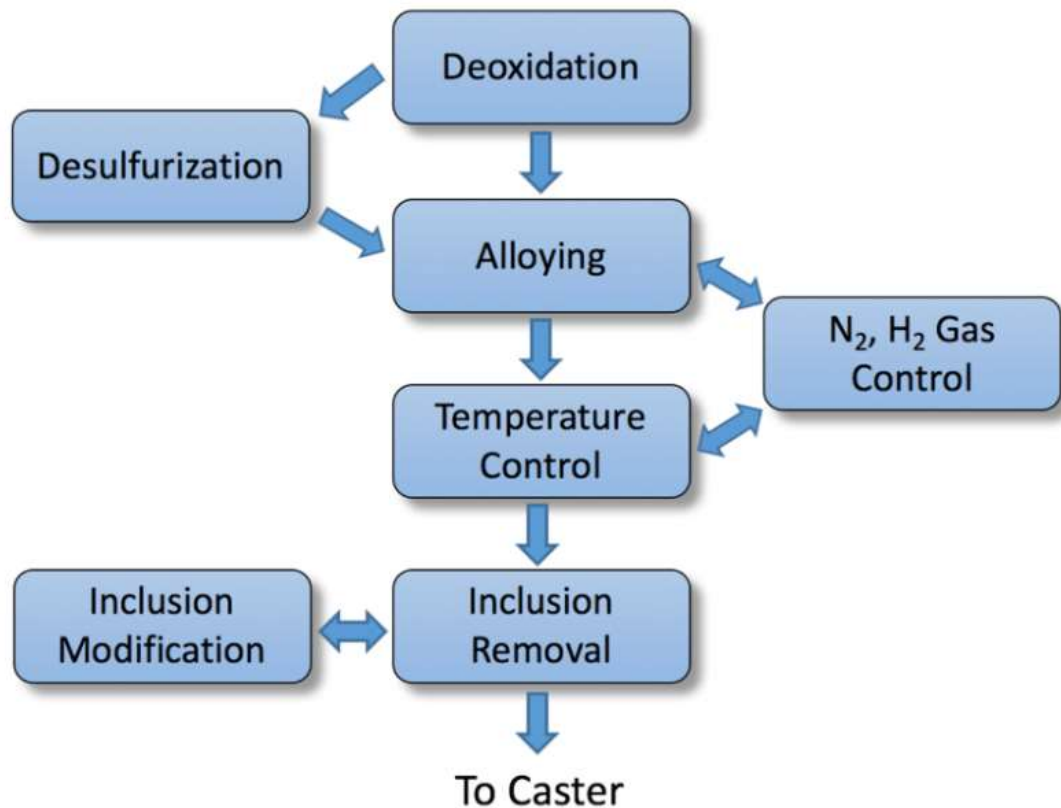 Deoxidation
Desulfurization
Alloying
N₂, H₂ Gas
Control
Temperature
Control
Inclusion
Modification
Inclusion
Removal
To Caster